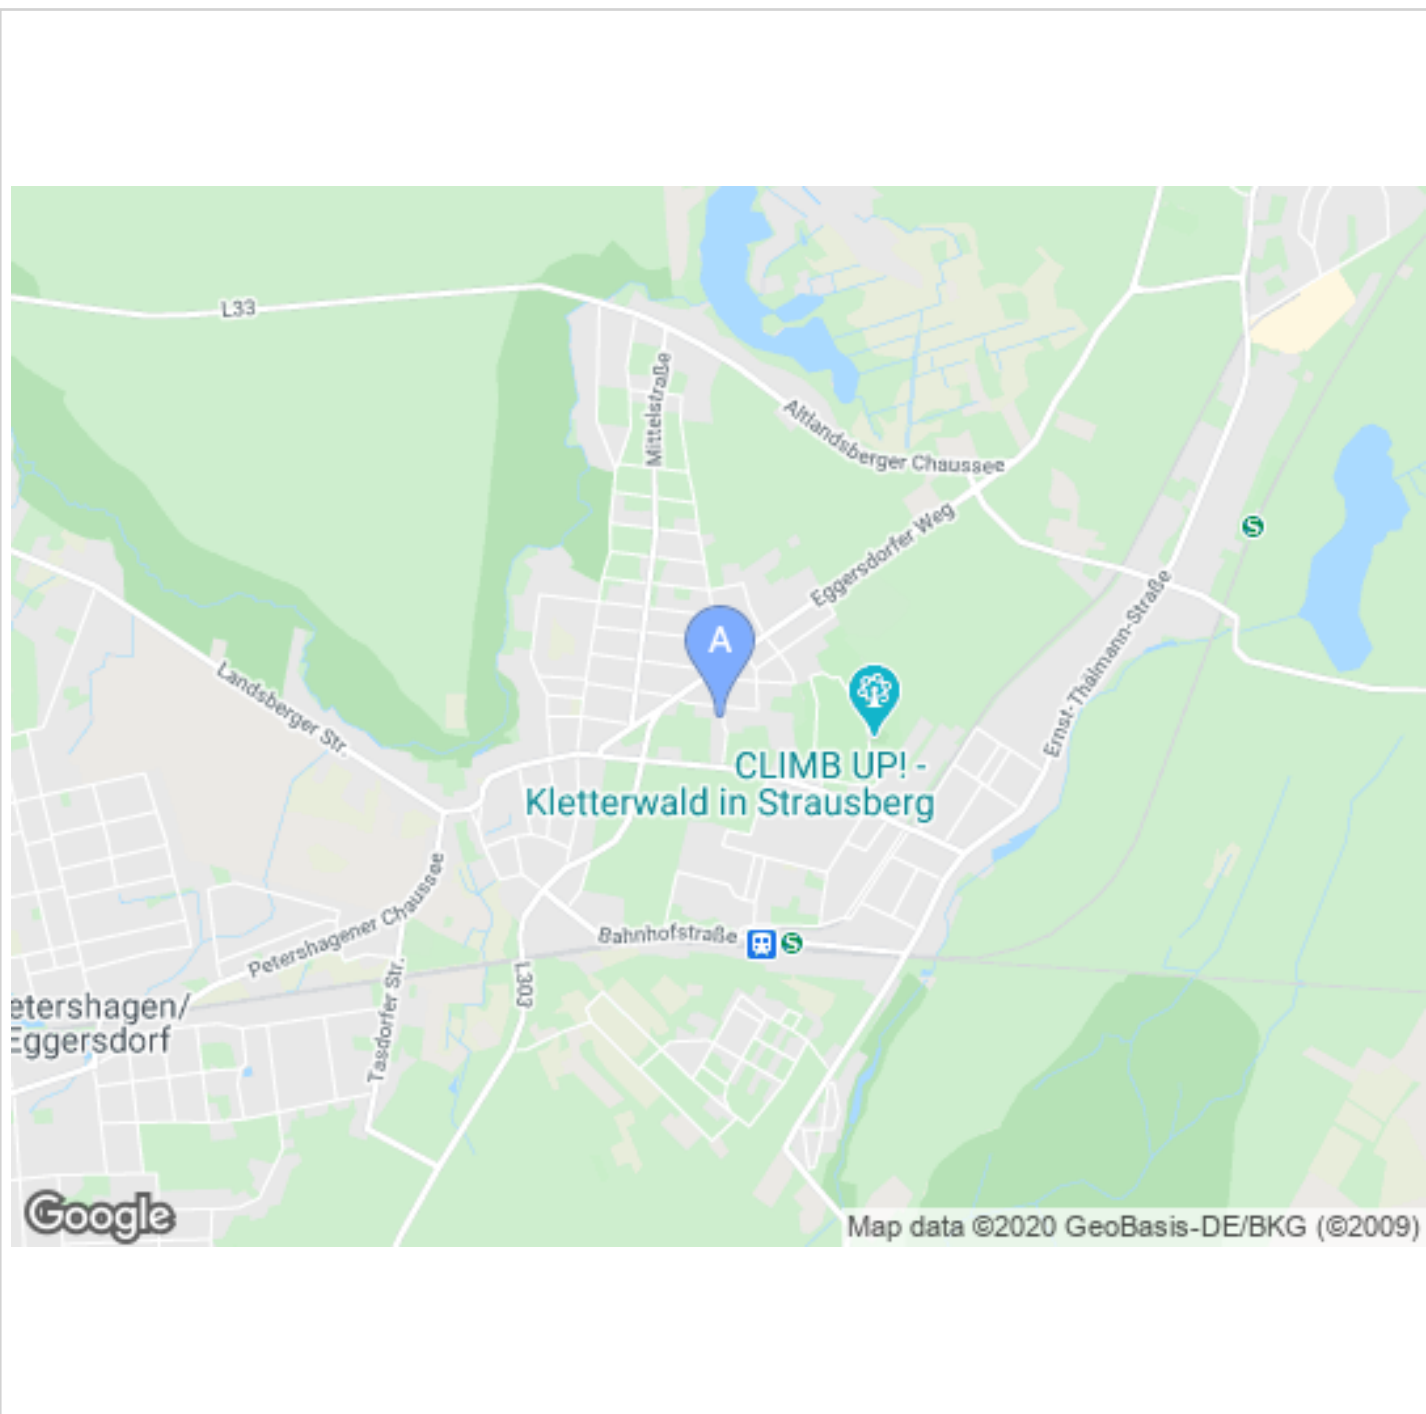 L33
Mittelstraße
Altlandsberger Chaussee
Eggersdorfer Weg
S
A
Ernst-Thälmann-Straße
Landsberger Str.
CLIMB UP! -
Kletterwald in Strausberg
Petershagener Chaussee
Bahnhofstraße
S
L303
Tasdorfer Str.
etershagen/
Eggersdorf
Google
Map data ©2020 GeoBasis-DE/BKG (©2009)